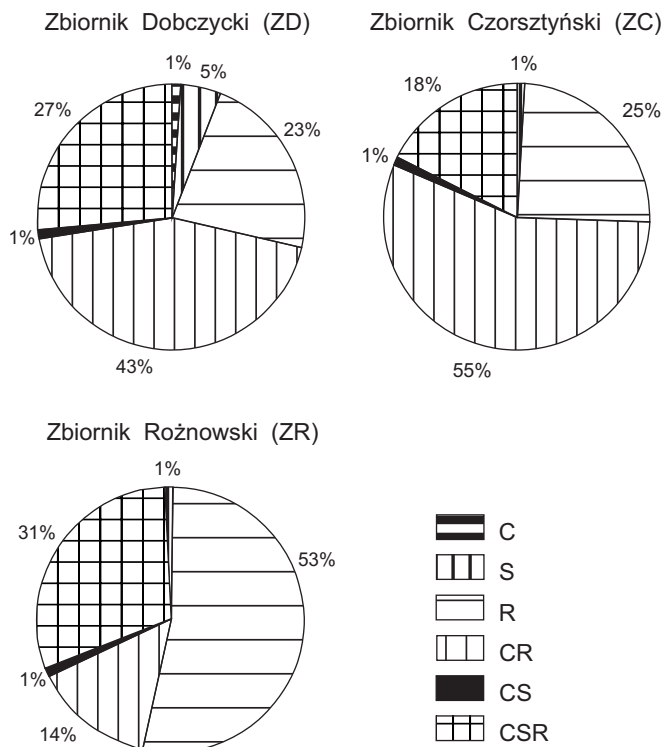 Zbiornik Dobczycki (ZD)
1%
5%
23%
43%
1%
27%
Zbiornik Czorsztyński (ZC)
1%
25%
55%
1%
18%
Zbiornik Rożnowski (ZR)
1%
53%
14%
1%
31%
C
S
R
CR
CS
CSR